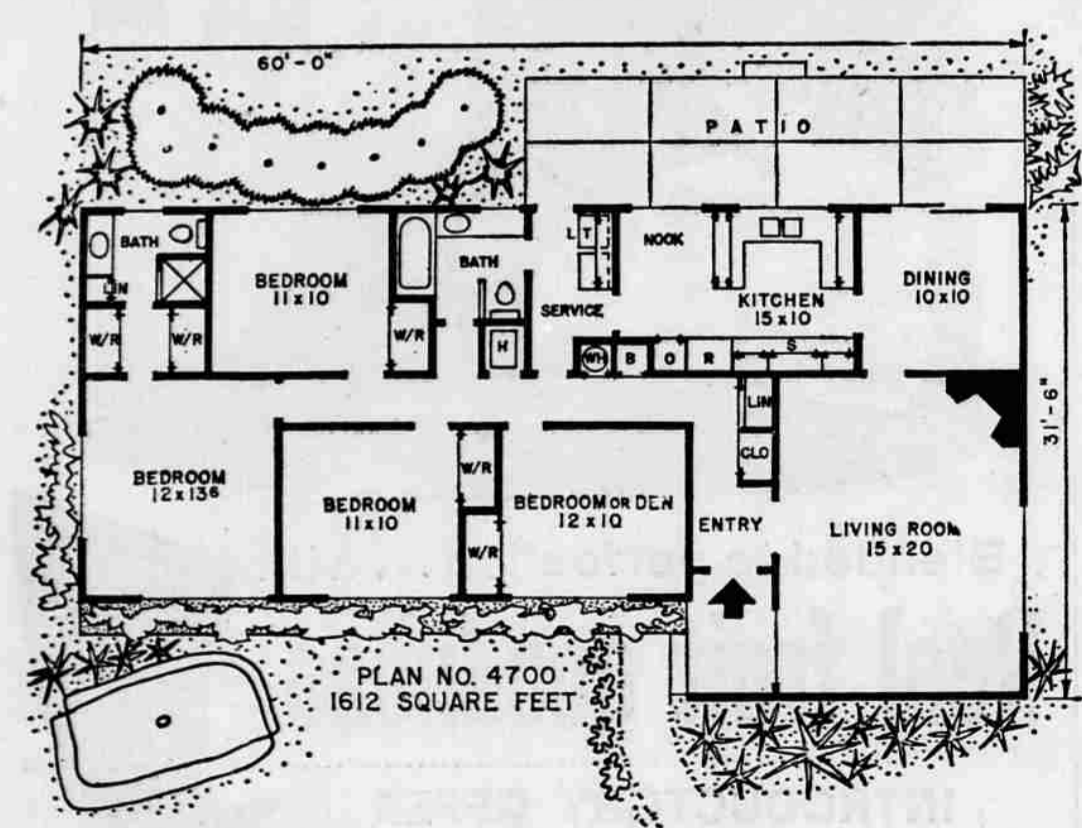 60'-0"
PATIO
BATH
LIN
W/R
W/R
BEDROOM
11 x 10
W/R
BATH
H
L T
SERVICE
NOOK
KITCHEN
15 x 10
DINING
10 x 10
WH
B
O
R
S
31'-6"
LIN
CLO
BEDROOM
12 x 13⁶
BEDROOM
11 x 10
W/R
W/R
BEDROOM OR DEN
12 x 10
ENTRY
LIVING ROOM
15 x 20
PLAN NO. 4700
1612 SQUARE FEET